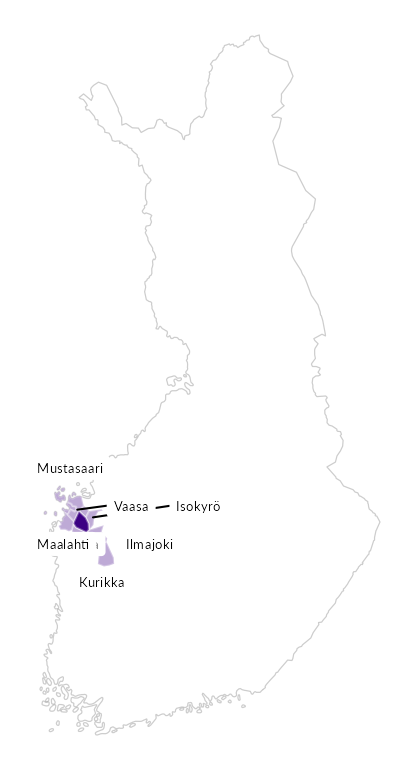 Mustasaari
Vaasa
Isokyrö
Maalahti
Ilmajoki
Kurikka